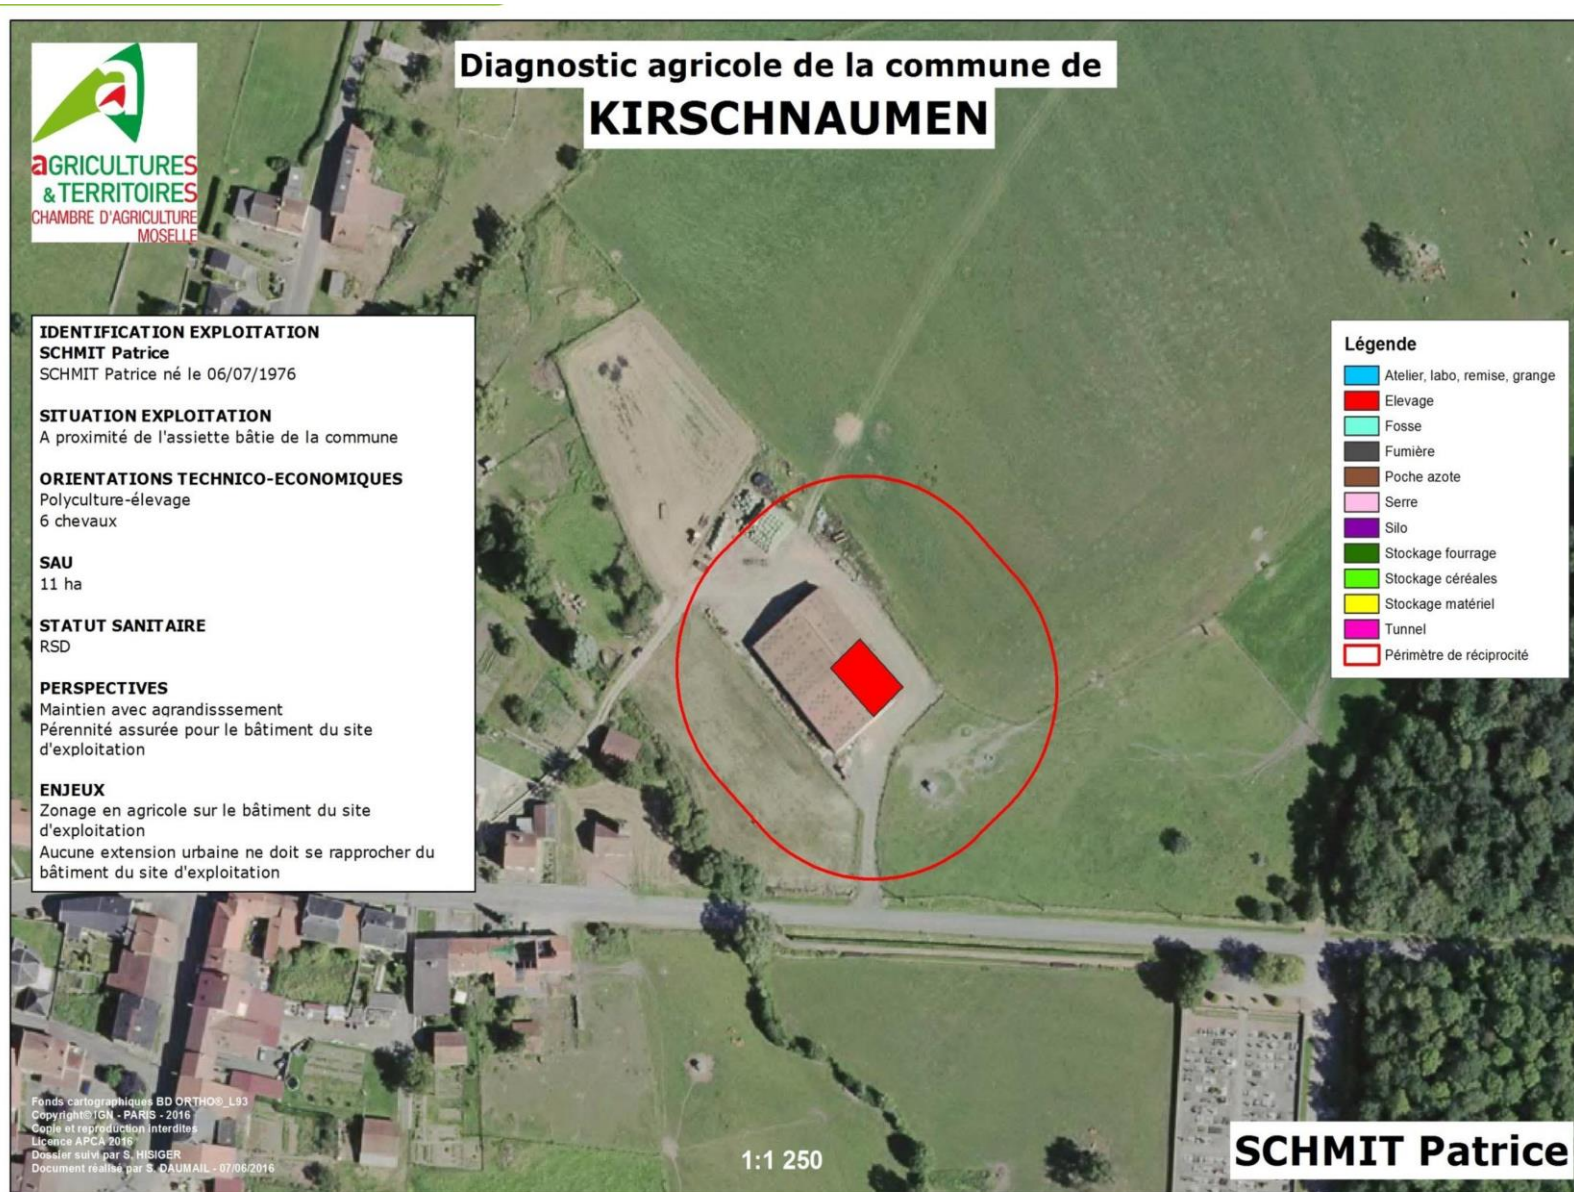 Diagnostic agricole de la commune de
KIRSCHNAUMEN
aGRICULTURES
& TERRITOIRES
CHAMBRE D'AGRICULTURE
MOSELLE
IDENTIFICATION EXPLOITATION
SCHMIT Patrice
SCHMIT Patrice né le 06/07/1976
SITUATION EXPLOITATION
A proximité de l'assiette bâtie de la commune
ORIENTATIONS TECHNICO-ECONOMIQUES
Polyculture-élevage
6 chevaux
SAU
11 ha
STATUT SANITAIRE
RSD
PERSPECTIVES
Maintien avec agrandisssement
Pérennité assurée pour le bâtiment du site
d'exploitation
ENJEUX
Zonage en agricole sur le bâtiment du site
d'exploitation
Aucune extension urbaine ne doit se rapprocher du
bâtiment du site d'exploitation
Légende
Atelier, labo, remise, grange
Elevage
Fosse
Fumière
Poche azote
Serre
Silo
Stockage fourrage
Stockage céréales
Stockage matériel
Tunnel
Périmètre de réciprocité
Fonds cartographiques BD ORTHO®_L93
Copyright©IGN - PARIS - 2016
Copie et reproduction interdites
Licence APCA 2016
Dossier suivi par S. HISIGER
Document réalisé par S. DAUMAIL - 07/06/2016
1:1 250
SCHMIT Patrice